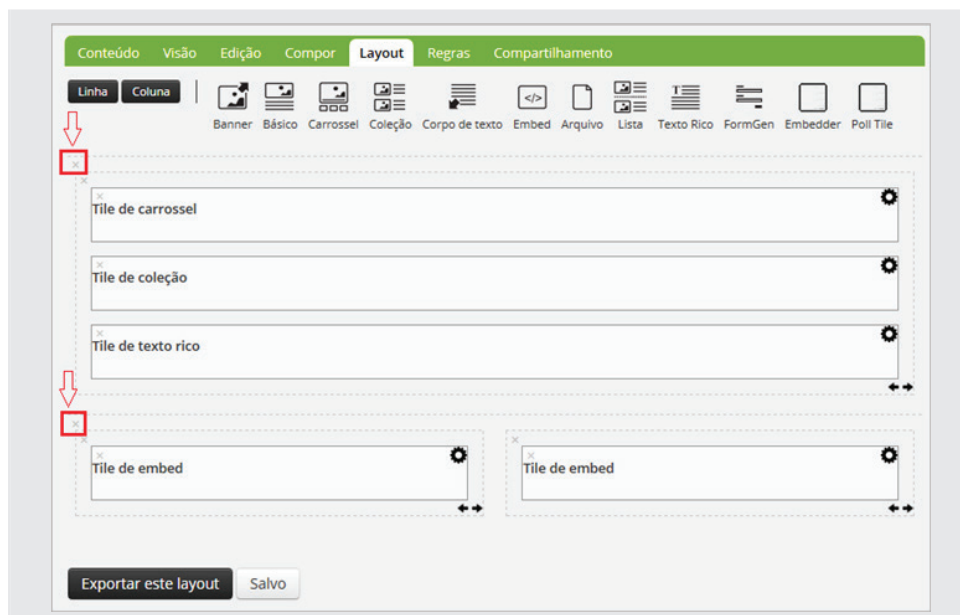 Conteúdo Visão Edição Compor Layout Regras Compartilhamento
Linha Coluna
Banner Básico Carrossel Coleção Corpo de texto Embed Arquivo Lista Texto Rico FormGen Embedder Poll Tile
Tile de carrossel
Tile de coleção
Tile de texto rico
Tile de embed Tile de embed
Exportar este layout Salvo